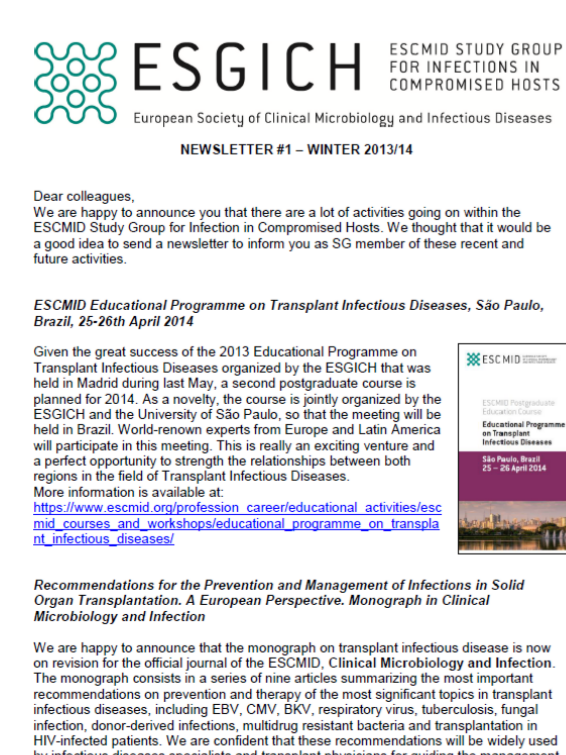 ESGICH
ESCMID STUDY GROUP
FOR INFECTIONS IN
COMPROMISED HOSTS
European Society of Clinical Microbiology and Infectious Diseases
NEWSLETTER #1 – WINTER 2013/14
Dear colleagues,
We are happy to announce you that there are a lot of activities going on within the
ESCMID Study Group for Infection in Compromised Hosts. We thought that it would be
a good idea to send a newsletter to inform you as SG member of these recent and
future activities.
ESCMID Educational Programme on Transplant Infectious Diseases, São Paulo,
Brazil, 25-26th April 2014
Given the great success of the 2013 Educational Programme on
Transplant Infectious Diseases organized by the ESGICH that was
held in Madrid during last May, a second postgraduate course is
planned for 2014. As a novelty, the course is jointly organized by the
ESGICH and the University of São Paulo, so that the meeting will be
held in Brazil. World-renown experts from Europe and Latin America
will participate in this meeting. This is really an exciting venture and
a perfect opportunity to strength the relationships between both
regions in the field of Transplant Infectious Diseases.
More information is available at:
https://www.escmid.org/profession_career/educational_activities/esc
mid_courses_and_workshops/educational_programme_on_transpla
nt_infectious_diseases/
ESCMID
ESCMID Postgraduate
Education Course
Educational Programme
on Transplant
Infectious Diseases
São Paulo, Brazil
25 – 26 April 2014
Recommendations for the Prevention and Management of Infections in Solid
Organ Transplantation. A European Perspective. Monograph in Clinical
Microbiology and Infection
We are happy to announce that the monograph on transplant infectious disease is now
on revision for the official journal of the ESCMID, Clinical Microbiology and Infection.
The monograph consists in a series of nine articles summarizing the most important
recommendations on prevention and therapy of the most significant topics in transplant
infectious diseases, including EBV, CMV, BKV, respiratory virus, tuberculosis, fungal
infection, donor-derived infections, multidrug resistant bacteria and transplantation in
HIV-infected patients. We are confident that these recommendations will be widely used
by infectious diseases specialists and transplant physicians for guiding the management